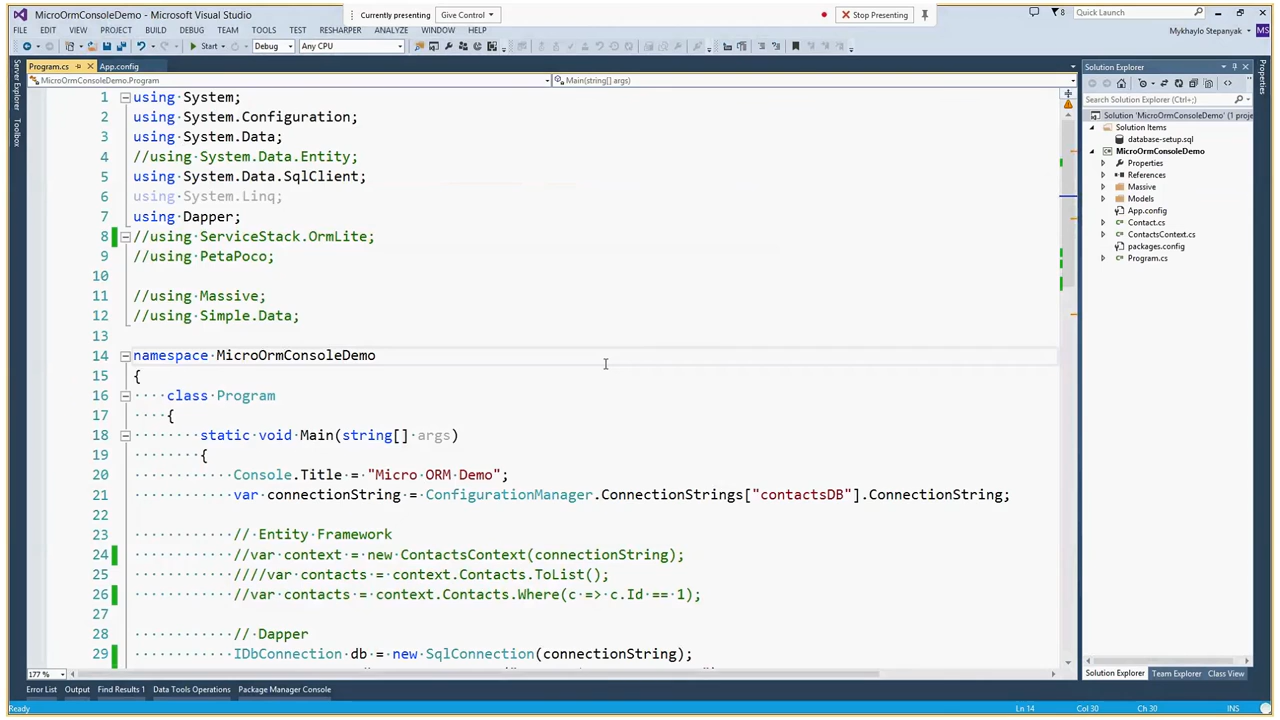 MicroOrmConsoleDemo - Microsoft Visual Studio
Currently presenting
Give Control
Stop Presenting
8
Quick Launch
FILE EDIT VIEW PROJECT BUILD DEBUG TEAM TOOLS TEST RESHARPER ANALYZE WINDOW HELP
Mykhaylo Stepanyak MS
Start Debug Any CPU
Server Explorer
Toolbox
Program.cs App.config
MicroOrmConsoleDemo.Program Main(string[] args)
1 using System;
2 using System.Configuration;
3 using System.Data;
4 //using System.Data.Entity;
5 using System.Data.SqlClient;
6 using System.Linq;
7 using Dapper;
8 //using ServiceStack.OrmLite;
9 //using PetaPoco;
10
11 //using Massive;
12 //using Simple.Data;
13
14 namespace MicroOrmConsoleDemo
15 {
16 class Program
17 {
18 static void Main(string[] args)
19 {
20 Console.Title = "Micro ORM Demo";
21 var connectionString = ConfigurationManager.ConnectionStrings["contactsDB"].ConnectionString;
22
23 // Entity Framework
24 //var context = new ContactsContext(connectionString);
25 ////var contacts = context.Contacts.ToList();
26 //var contacts = context.Contacts.Where(c => c.Id == 1);
27
28 // Dapper
29 IDbConnection db = new SqlConnection(connectionString);
177 %
Solution Explorer
Search Solution Explorer (Ctrl+;)
Solution 'MicroOrmConsoleDemo' (1 proje
Solution Items
database-setup.sql
MicroOrmConsoleDemo
Properties
References
Massive
Models
App.config
Contact.cs
ContactsContext.cs
packages.config
Program.cs
Properties
Solution Explorer Team Explorer Class View
Error List Output Find Results 1 Data Tools Operations Package Manager Console
Ready Ln 14 Col 30 Ch 30 INS